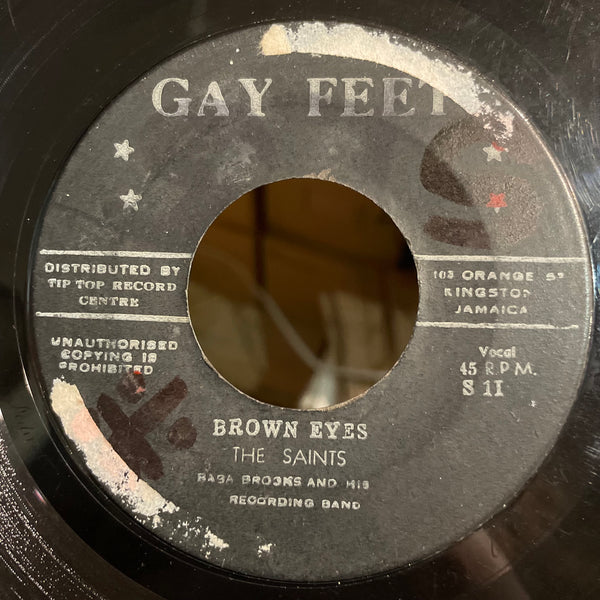 GAY FEET
DISTRIBUTED BY
TIP TOP RECORD
CENTRE
103 ORANGE ST
KINGSTON
JAMAICA
UNAUTHORISED
COPYING IS
PROHIBITED
Vocal
45 R.P.M.
S 1I
BROWN EYES
THE SAINTS
BABA BROOKS AND HIS
RECORDING BAND